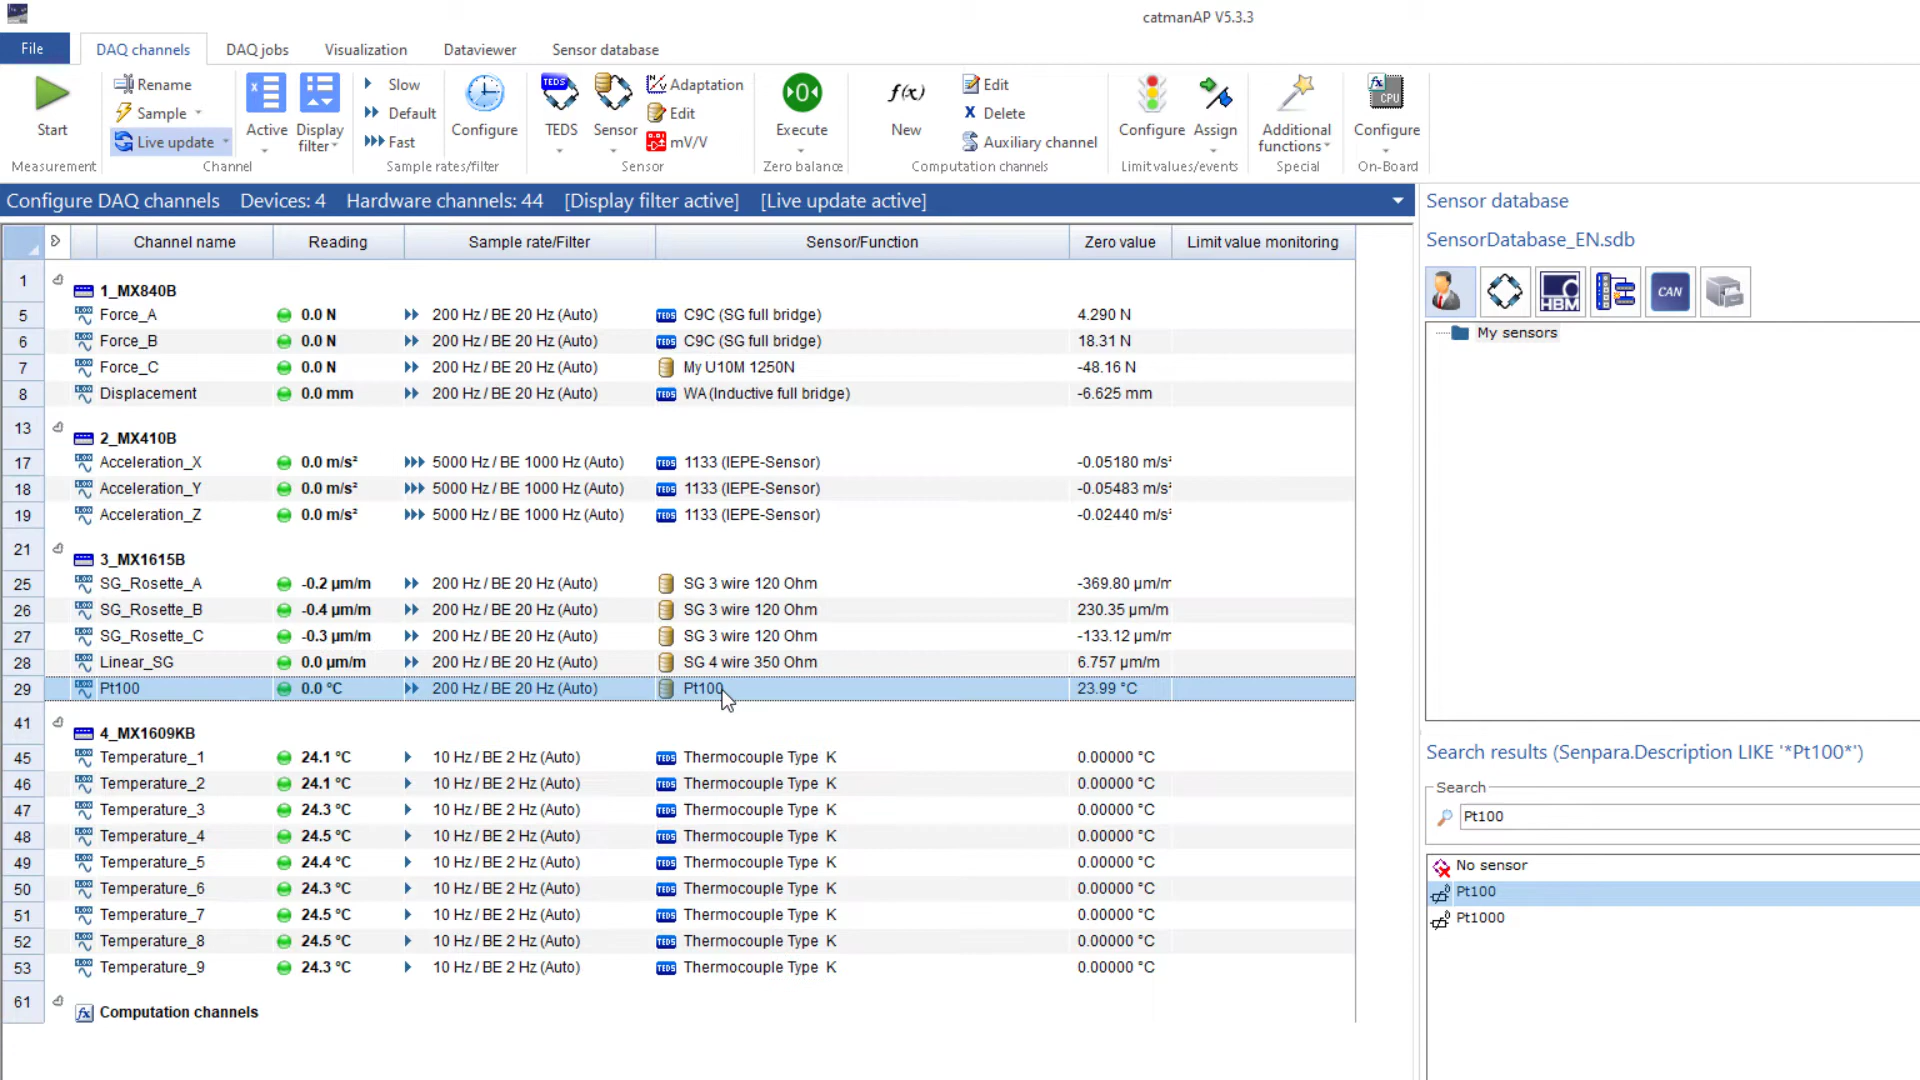 catmanAP V5.3.3
File DAQ channels DAQ jobs Visualization Dataviewer Sensor database
Start
Measurement
Rename
Sample
Live update
Active
Display filter
Channel
Slow
Default
Fast
Configure
Sample rates/filter
TEDS
TEDS
Sensor
Adaptation
Edit
mV/V
Sensor
>0<
Execute
Zero balance
f(x)
New
Edit
Delete
Auxiliary channel
Computation channels
Configure
Assign
Limit values/events
Additional functions
Special
fx CPU
Configure
On-Board
Configure DAQ channels Devices: 4 Hardware channels: 44 [Display filter active] [Live update active]
Channel name Reading Sample rate/Filter Sensor/Function Zero value Limit value monitoring
1 1_MX840B
5 Force_A 0.0 N 200 Hz / BE 20 Hz (Auto) TEDS C9C (SG full bridge) 4.290 N
6 Force_B 0.0 N 200 Hz / BE 20 Hz (Auto) TEDS C9C (SG full bridge) 18.31 N
7 Force_C 0.0 N 200 Hz / BE 20 Hz (Auto) My U10M 1250N -48.16 N
8 Displacement 0.0 mm 200 Hz / BE 20 Hz (Auto) TEDS WA (Inductive full bridge) -6.625 mm
13 2_MX410B
17 Acceleration_X 0.0 m/s² 5000 Hz / BE 1000 Hz (Auto) TEDS 1133 (IEPE-Sensor) -0.05180 m/s²
18 Acceleration_Y 0.0 m/s² 5000 Hz / BE 1000 Hz (Auto) TEDS 1133 (IEPE-Sensor) -0.05483 m/s²
19 Acceleration_Z 0.0 m/s² 5000 Hz / BE 1000 Hz (Auto) TEDS 1133 (IEPE-Sensor) -0.02440 m/s²
21 3_MX1615B
25 SG_Rosette_A -0.2 µm/m 200 Hz / BE 20 Hz (Auto) SG 3 wire 120 Ohm -369.80 µm/m
26 SG_Rosette_B -0.4 µm/m 200 Hz / BE 20 Hz (Auto) SG 3 wire 120 Ohm 230.35 µm/m
27 SG_Rosette_C -0.3 µm/m 200 Hz / BE 20 Hz (Auto) SG 3 wire 120 Ohm -133.12 µm/m
28 Linear_SG 0.0 µm/m 200 Hz / BE 20 Hz (Auto) SG 4 wire 350 Ohm 6.757 µm/m
29 Pt100 0.0 °C 200 Hz / BE 20 Hz (Auto) Pt100 23.99 °C
41 4_MX1609KB
45 Temperature_1 24.1 °C 10 Hz / BE 2 Hz (Auto) TEDS Thermocouple Type K 0.00000 °C
46 Temperature_2 24.1 °C 10 Hz / BE 2 Hz (Auto) TEDS Thermocouple Type K 0.00000 °C
47 Temperature_3 24.3 °C 10 Hz / BE 2 Hz (Auto) TEDS Thermocouple Type K 0.00000 °C
48 Temperature_4 24.5 °C 10 Hz / BE 2 Hz (Auto) TEDS Thermocouple Type K 0.00000 °C
49 Temperature_5 24.4 °C 10 Hz / BE 2 Hz (Auto) TEDS Thermocouple Type K 0.00000 °C
50 Temperature_6 24.3 °C 10 Hz / BE 2 Hz (Auto) TEDS Thermocouple Type K 0.00000 °C
51 Temperature_7 24.5 °C 10 Hz / BE 2 Hz (Auto) TEDS Thermocouple Type K 0.00000 °C
52 Temperature_8 24.5 °C 10 Hz / BE 2 Hz (Auto) TEDS Thermocouple Type K 0.00000 °C
53 Temperature_9 24.3 °C 10 Hz / BE 2 Hz (Auto) TEDS Thermocouple Type K 0.00000 °C
61 fx Computation channels
Sensor database
SensorDatabase_EN.sdb
HBM CAN
My sensors
Search results (Senpara.Description LIKE '*Pt100*')
Search
Pt100
No sensor
Pt100
Pt1000